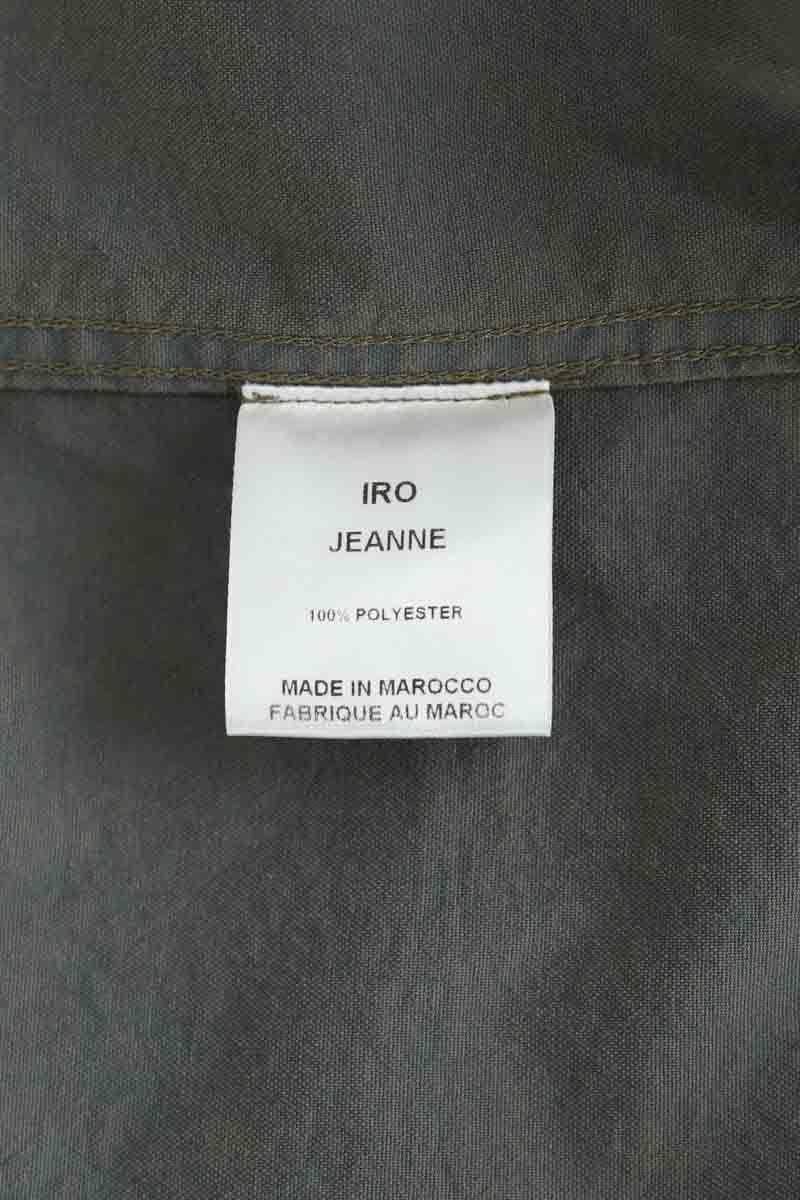 IRO
JEANNE
100% POLYESTER
MADE IN MAROCCO
FABRIQUE AU MAROC